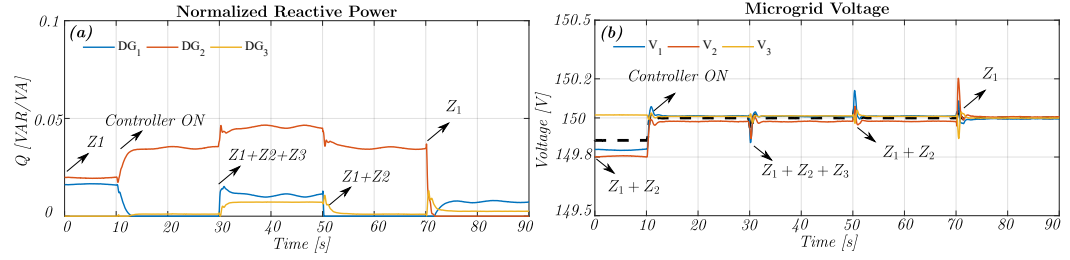 Normalized Reactive Power
(a)
DG1 DG2 DG3
0.1
0.05
0
Q [VAR/VA]
Z1
Controller ON
Z1+Z2+Z3
Z1+Z2
Z1
0 10 20 30 40 50 60 70 80 90
Time [s]
Microgrid Voltage
(b)
V1 V2 V3
150.5
150.2
150
149.8
149.5
Voltage [V]
Controller ON
Z1
Z1 + Z2
Z1 + Z2 + Z3
Z1 + Z2
0 10 20 30 40 50 60 70 80 90
Time [s]